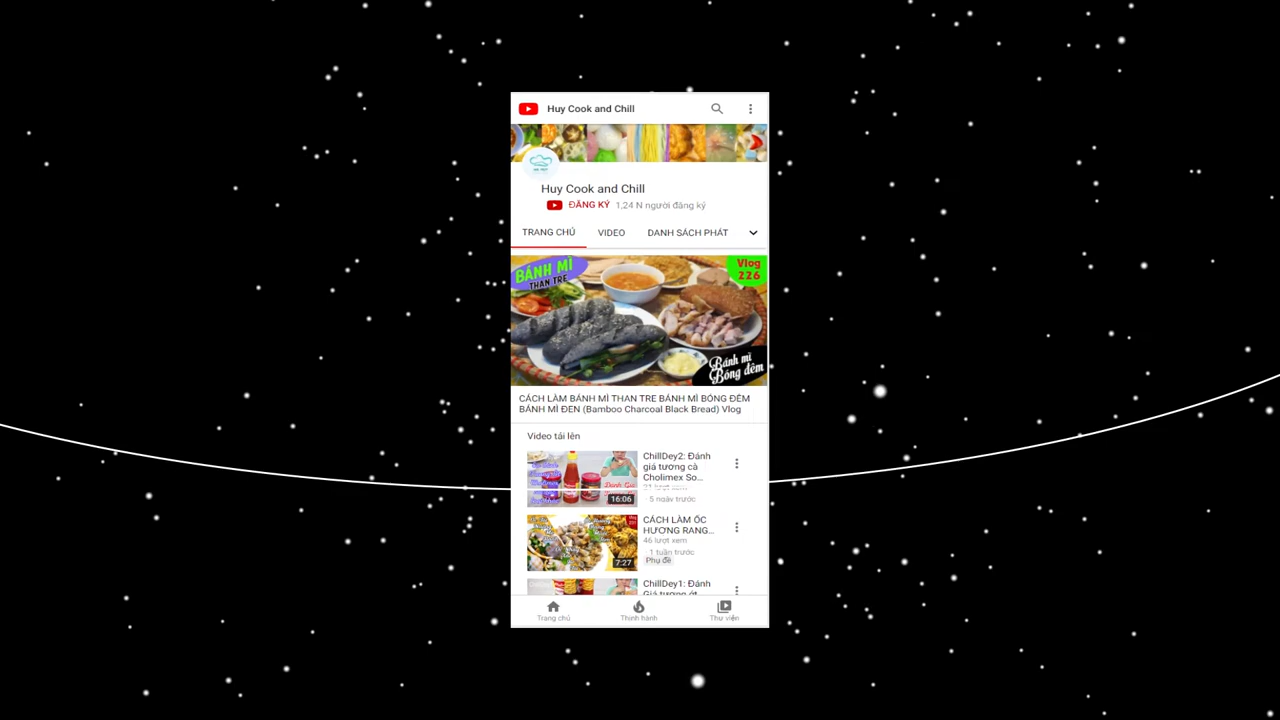 Huy Cook and Chill
Huy Cook and Chill
ĐĂNG KÝ 1,24 N người đăng ký
TRANG CHỦ VIDEO DANH SÁCH PHÁT
BÁNH MÌ
THAN TRE
Vlog
226
Bánh mì
Bóng đêm
CÁCH LÀM BÁNH MÌ THAN TRE BÁNH MÌ BÓNG ĐÊM
BÁNH MÌ ĐEN (Bamboo Charcoal Black Bread) Vlog
Video tải lên
ChillDey2: Đánh
giá tương cà
Cholimex So...
5 ngày trước
16:06
CÁCH LÀM ỐC
HƯƠNG RANG...
46 lượt xem
1 tuần trước
Phụ đề
7:27
ChillDey1: Đánh
Giá tương ớt
Trang chủ Thịnh hành Thư viện